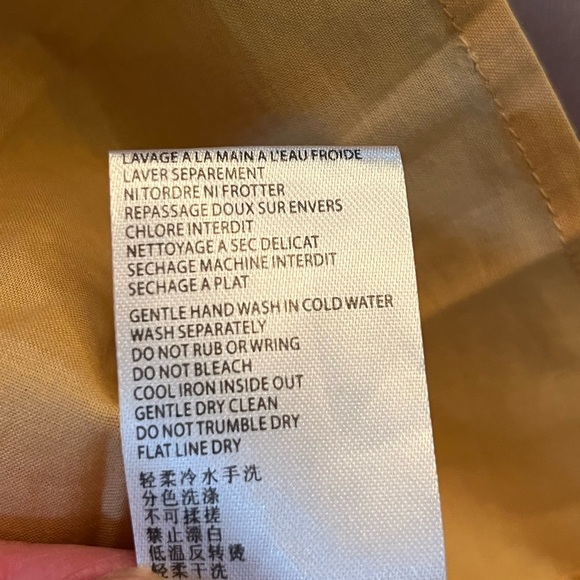 LAVAGE A LA MAIN A L'EAU FROIDE
LAVER SEPAREMENT
NI TORDRE NI FROTTER
REPASSAGE DOUX SUR ENVERS
CHLORE INTERDIT
NETTOYAGE A SEC DELICAT
SECHAGE MACHINE INTERDIT
SECHAGE A PLAT
GENTLE HAND WASH IN COLD WATER
WASH SEPARATELY
DO NOT RUB OR WRING
DO NOT BLEACH
COOL IRON INSIDE OUT
GENTLE DRY CLEAN
DO NOT TRUMBLE DRY
FLAT LINE DRY
轻柔冷水手洗
分色洗涤
不可揉搓
禁止漂白
低温反转烫
轻柔干洗